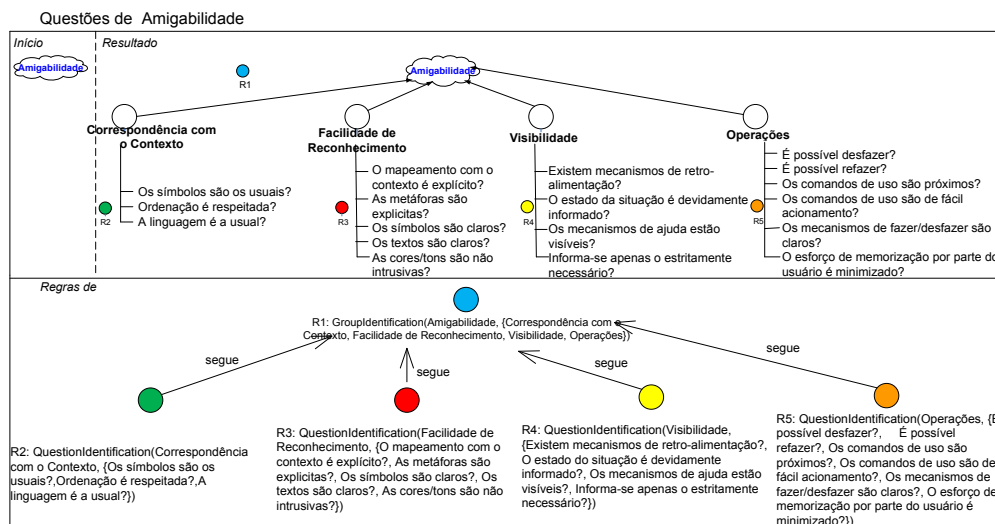 Questões de Amigabilidade
Início
Resultado
Amigabilidade
Amigabilidade
R1
Correspondência com
o Contexto
Os símbolos são os usuais?
Ordenação é respeitada?
A linguagem é a usual?
R2
Facilidade de
Reconhecimento
O mapeamento com o
contexto é explícito?
As metáforas são
explicitas?
Os símbolos são claros?
Os textos são claros?
As cores/tons são não
intrusivas?
R3
Visibilidade
Existem mecanismos de retro-
alimentação?
O estado da situação é devidamente
informado?
Os mecanismos de ajuda estão
visíveis?
Informa-se apenas o estritamente
necessário?
R4
Operações
É possível desfazer?
É possível refazer?
Os comandos de uso são próximos?
Os comandos de uso são de fácil
acionamento?
Os mecanismos de fazer/desfazer são
claros?
O esforço de memorização por parte do
usuário é minimizado?
R5
Regras de
R1: GroupIdentification(Amigabilidade, {Correspondência com o
Contexto, Facilidade de Reconhecimento, Visibilidade, Operações})
segue
segue
segue
segue
R2: QuestionIdentification(Correspondência
com o Contexto, {Os símbolos são os
usuais?,Ordenação é respeitada?,A
linguagem é a usual?})
R3: QuestionIdentification(Facilidade de
Reconhecimento, {O mapeamento com o
contexto é explícito?, As metáforas são
explicitas?, Os símbolos são claros?, Os
textos são claros?, As cores/tons são não
intrusivas?})
R4: QuestionIdentification(Visibilidade,
{Existem mecanismos de retro-alimentação?,
O estado do situação é devidamente
informado?, Os mecanismos de ajuda estão
visíveis?, Informa-se apenas o estritamente
necessário?})
R5: QuestionIdentification(Operações, {É
possível desfazer?, É possível
refazer?, Os comandos de uso são
próximos?, Os comandos de uso são de
fácil acionamento?, Os mecanismos de
fazer/desfazer são claros?, O esforço de
memorização por parte do usuário é
minimizado?})